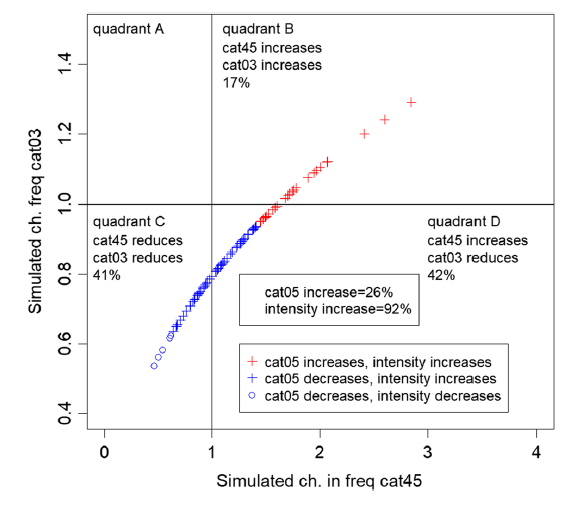 quadrant A
quadrant B
cat45 increases
cat03 increases
17%
quadrant C
cat45 reduces
cat03 reduces
41%
quadrant D
cat45 increases
cat03 reduces
42%
cat05 increase=26%
intensity increase=92%
cat05 increases, intensity increases
cat05 decreases, intensity increases
cat05 decreases, intensity decreases
Simulated ch. freq cat03
1.4
1.2
1.0
0.8
0.6
0.4
0
1
2
3
4
Simulated ch. in freq cat45